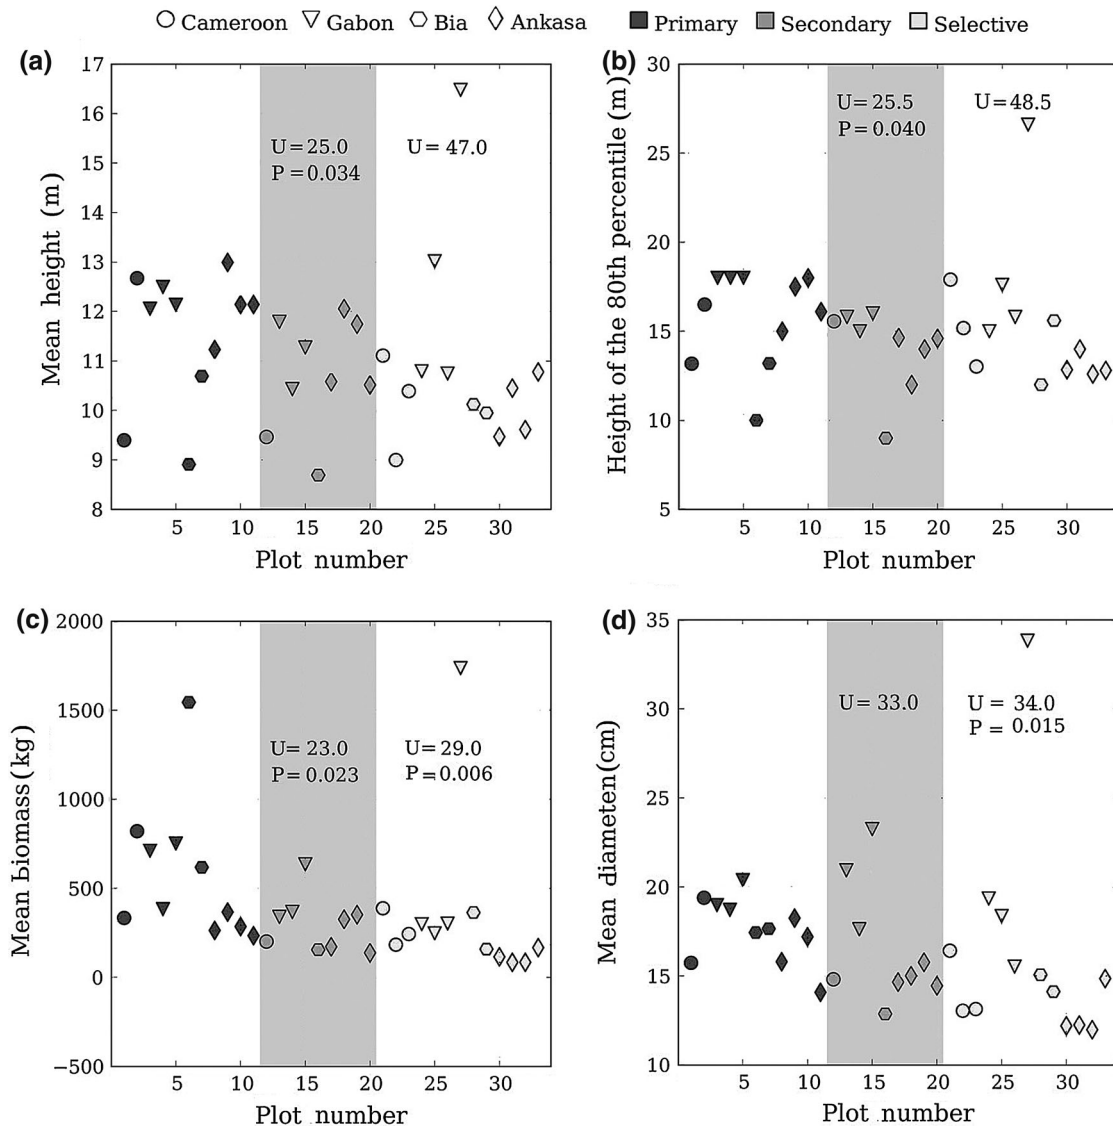 Cameroon Gabon Bia Ankasa Primary Secondary Selective
(a)
17
16
15
14
13
12
11
10
9
8
Mean height (m)
U=25.0
P=0.034
U=47.0
5 10 15 20 25 30
Plot number
(b)
30
25
20
15
10
5
Height of the 80th percentile (m)
U=25.5
P=0.040
U=48.5
5 10 15 20 25 30
Plot number
(c)
2000
1500
1000
500
0
−500
Mean biomass(kg)
U= 23.0
P=0.023
U=29.0
P=0.006
5 10 15 20 25 30
Plot number
(d)
35
30
25
20
15
10
Mean diameten(cm)
U= 33.0
U= 34.0
P= 0.015
5 10 15 20 25 30
Plot number